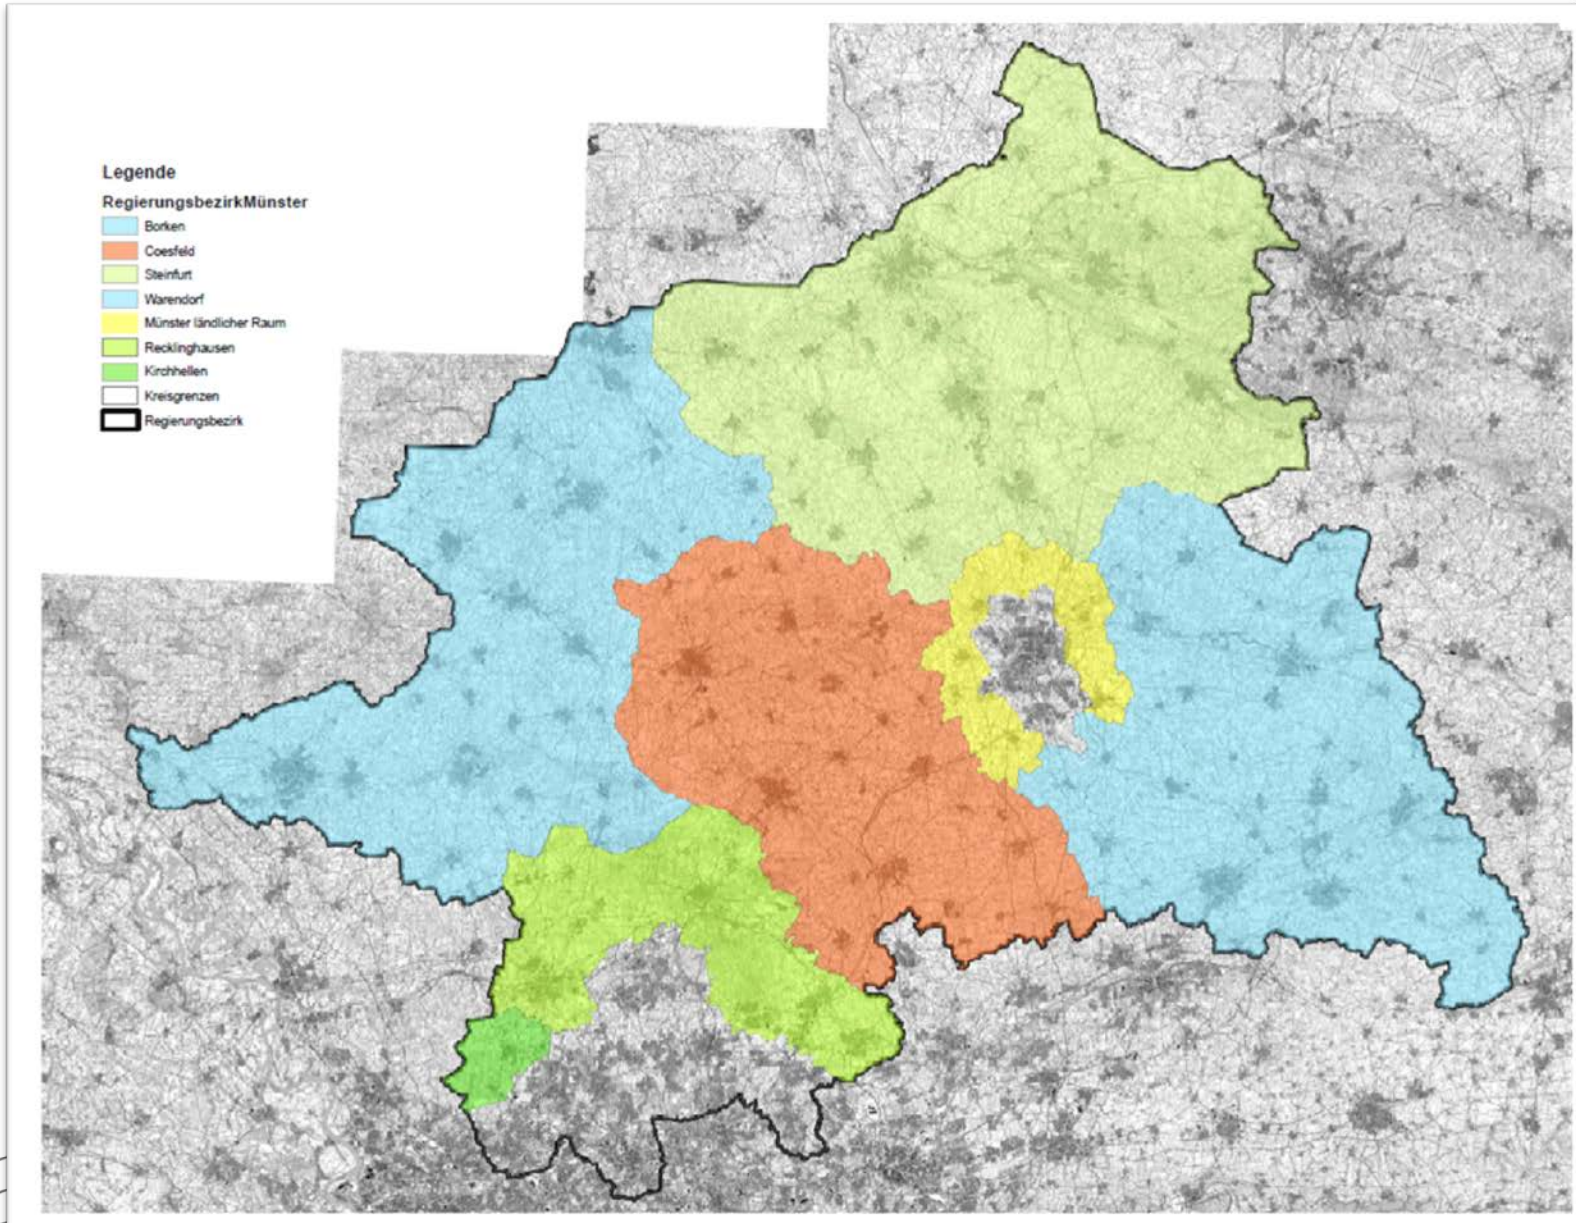 Legende
RegierungsbezirkMünster
Borken
Coesfeld
Steinfurt
Warendorf
Münster ländlicher Raum
Recklinghausen
Kirchhellen
Kreisgrenzen
Regierungsbezirk